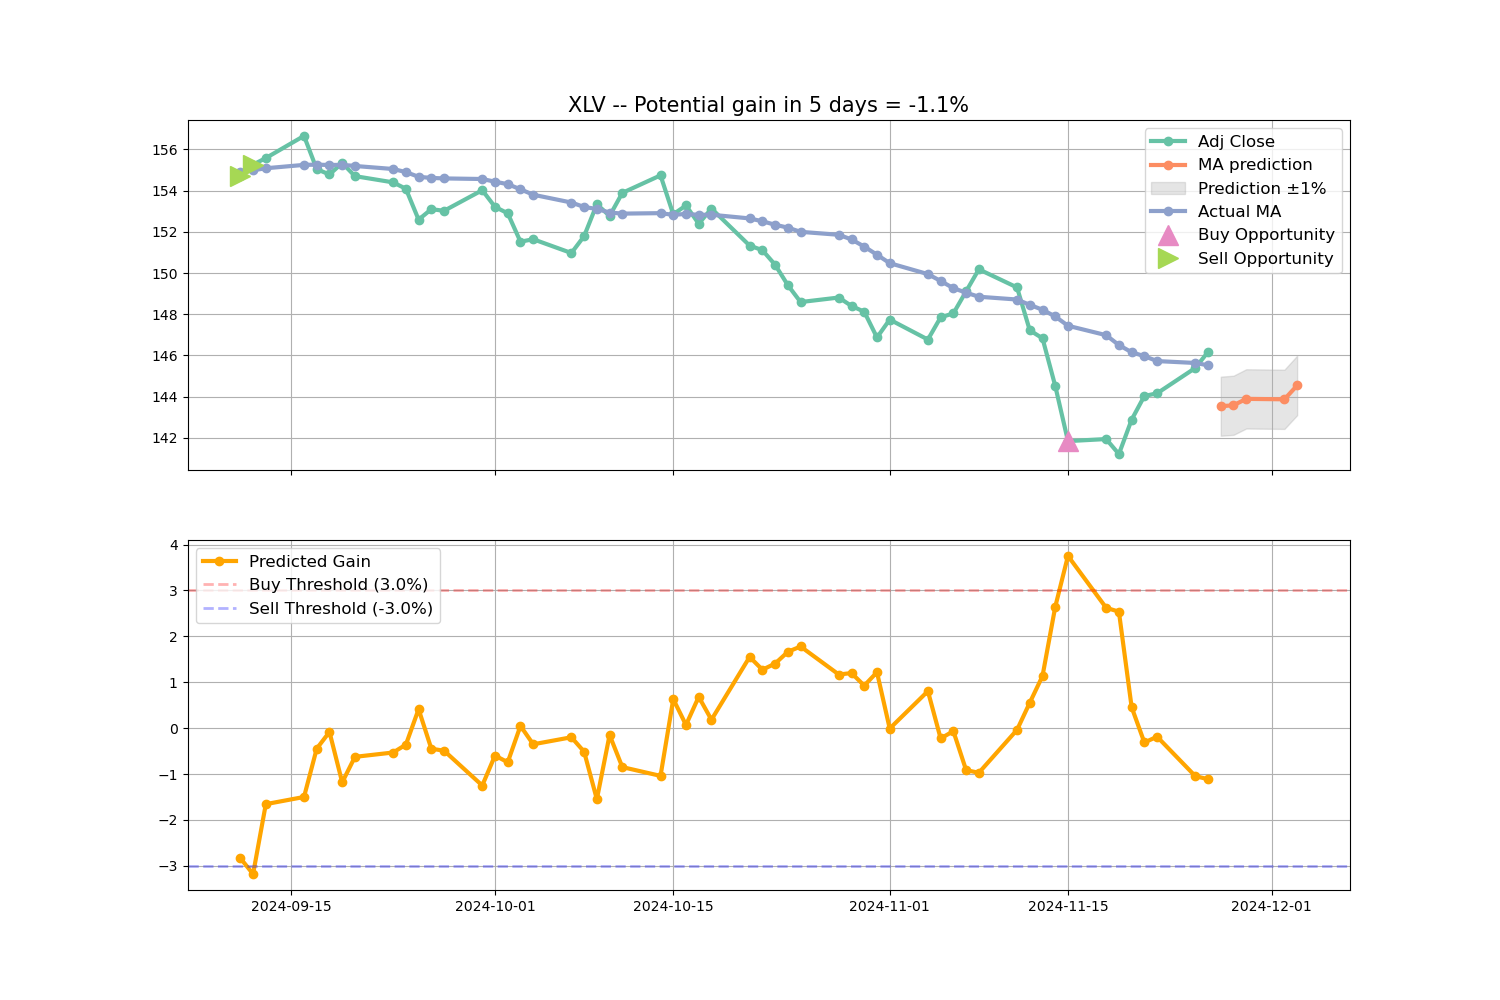 XLV -- Potential gain in 5 days = -1.1%
156
154
152
150
148
146
144
142
Adj Close
MA prediction
Prediction ±1%
Actual MA
Buy Opportunity
Sell Opportunity
4
3
2
1
0
−1
−2
−3
Predicted Gain
Buy Threshold (3.0%)
Sell Threshold (-3.0%)
2024-09-15
2024-10-01
2024-10-15
2024-11-01
2024-11-15
2024-12-01